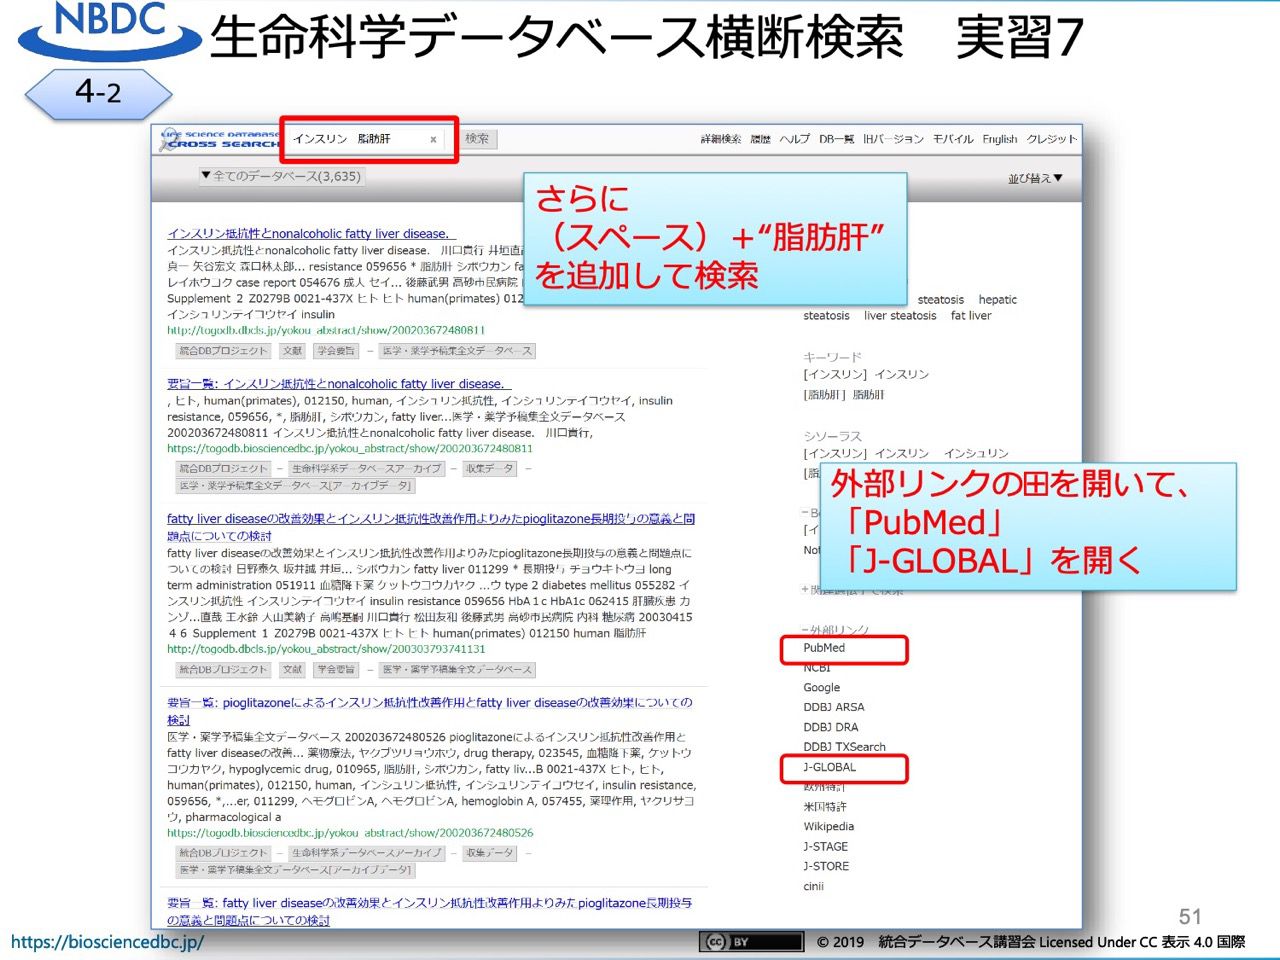 NBDC
生命科学データベース横断検索　実習7
4-2
LIFE SCIENCE DATABASE
CROSS SEARCH
インスリン　脂肪肝
x
検索
詳細検索 履歴 ヘルプ DB一覧 旧バージョン モバイル English クレジット
▼全てのデータベース(3,635)
並び替え▼
さらに
（スペース）＋“脂肪肝”
を追加して検索
インスリン抵抗性とnonalcoholic fatty liver disease.
インスリン抵抗性とnonalcoholic fatty liver disease. 川口貴行 井垣直
貞一 矢谷宏文 森口林太郎... resistance 059656 * 脂肪肝 シボウカン fa
レイホウコク case report 054676 成人 セイ... 後藤武男 高砂市民病院
Supplement 2 Z0279B 0021-437X ヒト ヒト human(primates) 012
インシュリンテイコウセイ insulin
http://togodb.dbcls.jp/yokou_abstract/show/200203672480811
統合DBプロジェクト 文献 学会要旨 − 医学・薬学予稿集全文データベース
steatosis hepatic
steatosis liver steatosis fat liver
キーワード
[インスリン] インスリン
[脂肪肝] 脂肪肝
シソーラス
[インスリン] インスリン インシュリン
要旨一覧: インスリン抵抗性とnonalcoholic fatty liver disease.
, ヒト, human(primates), 012150, human, インシュリン抵抗性, インシュリンテイコウセイ, insulin
resistance, 059656, *, 脂肪肝, シボウカン, fatty liver...医学・薬学予稿集全文データベース
200203672480811 インスリン抵抗性とnonalcoholic fatty liver disease. 川口貴行,
https://togodb.biosciencedbc.jp/yokou_abstract/show/200203672480811
統合DBプロジェクト − 生命科学系データベースアーカイブ − 収集データ −
医学・薬学予稿集全文データベース[アーカイブデータ]
外部リンクの田を開いて、
「PubMed」
「J-GLOBAL」を開く
fatty liver diseaseの改善効果とインスリン抵抗性改善作用よりみたpioglitazone長期投与の意義と問
題点についての検討
fatty liver diseaseの改善効果とインスリン抵抗性改善作用よりみたpioglitazone長期投与の意義と問題点に
ついての検討 日野泰久 坂井誠 井垣... シボウカン fatty liver 011299 * 長期投与 チョウキトウヨ long
term administration 051911 血糖降下薬 ケットウコウカヤク ...ウ type 2 diabetes mellitus 055282 イ
ンスリン抵抗性 インスリンテイコウセイ insulin resistance 059656 HbA1c HbA1c 062415 肝臓疾患 カ
ンゾ...直哉 王水鈴 大山美納子 高嶋基嗣 川口貴行 松田友和 後藤武男 高砂市民病院 内科 糖尿病 20030415
46 Supplement 1 Z0279B 0021-437X ヒト ヒト human(primates) 012150 human 脂肪肝
http://togodb.dbcls.jp/yokou_abstract/show/200303793741131
統合DBプロジェクト 文献 学会要旨 − 医学・薬学予稿集全文データベース
−外部リンク
PubMed
NCBI
Google
DDBJ ARSA
DDBJ DRA
DDBJ TXSearch
J-GLOBAL
欧州特許
米国特許
Wikipedia
J-STAGE
J-STORE
cinii
要旨一覧: pioglitazoneによるインスリン抵抗性改善作用とfatty liver diseaseの改善効果についての
検討
医学・薬学予稿集全文データベース 200203672480526 pioglitazoneによるインスリン抵抗性改善作用と
fatty liver diseaseの改善... 薬物療法, ヤクブツリョウホウ, drug therapy, 023545, 血糖降下薬, ケットウ
コウカヤク, hypoglycemic drug, 010965, 脂肪肝, シボウカン, fatty liv...B 0021-437X ヒト, ヒト,
human(primates), 012150, human, インシュリン抵抗性, インシュリンテイコウセイ, insulin resistance,
059656, *,...er, 011299, ヘモグロビンA, ヘモグロビンA, hemoglobin A, 057455, 薬理作用, ヤクリサヨ
ウ, pharmacological a
https://togodb.biosciencedbc.jp/yokou_abstract/show/200203672480526
統合DBプロジェクト − 生命科学系データベースアーカイブ − 収集データ −
医学・薬学予稿集全文データベース[アーカイブデータ]
要旨一覧: fatty liver diseaseの改善効果とインスリン抵抗性改善作用よりみたpioglitazone長期投与
の意義と問題点についての検討
51
https://biosciencedbc.jp/
CC BY
© 2019　統合データベース講習会 Licensed Under CC 表示 4.0 国際